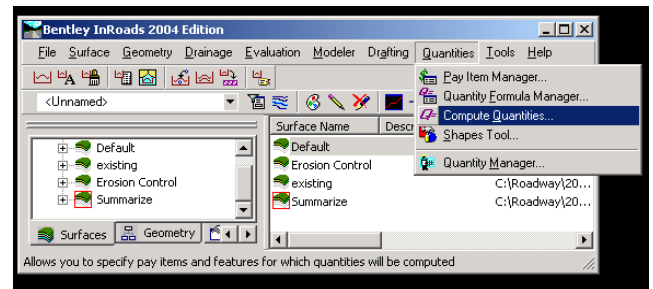 Bentley InRoads 2004 Edition
File Surface Geometry Drainage Evaluation Modeler Drafting Quantities Tools Help
Pay Item Manager...
<Unnamed>
Quantity Formula Manager...
Compute Quantities...
Surface Name Descr
Shapes Tool...
Default
Default
Erosion Control
Quantity Manager...
existing
existing C:\Roadway\20...
Erosion Control
Summarize
Summarize C:\Roadway\20...
Surfaces Geometry
Allows you to specify pay items and features for which quantities will be computed